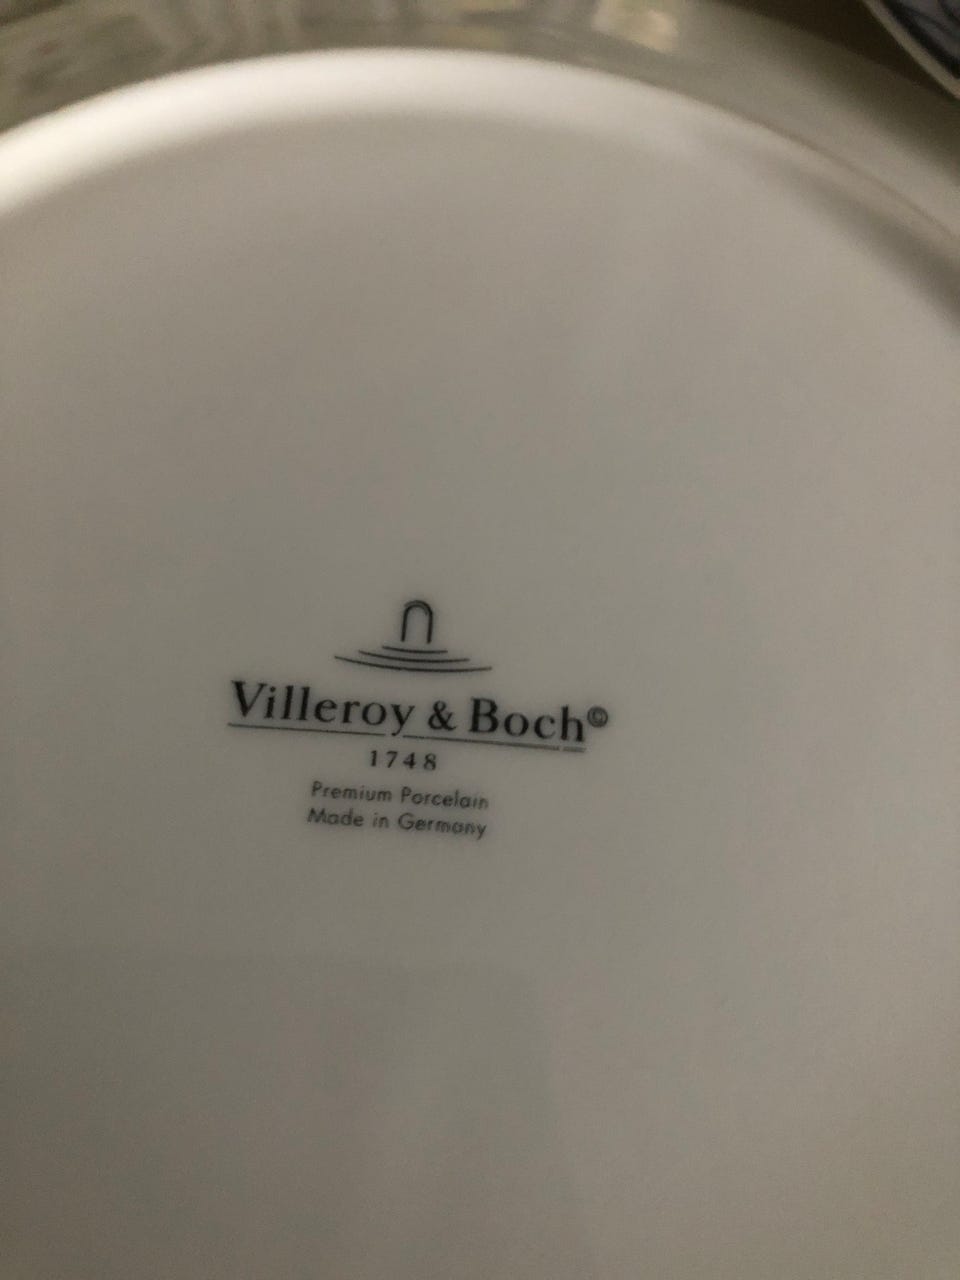 Villeroy & Boch©
1748
Premium Porcelain
Made in Germany